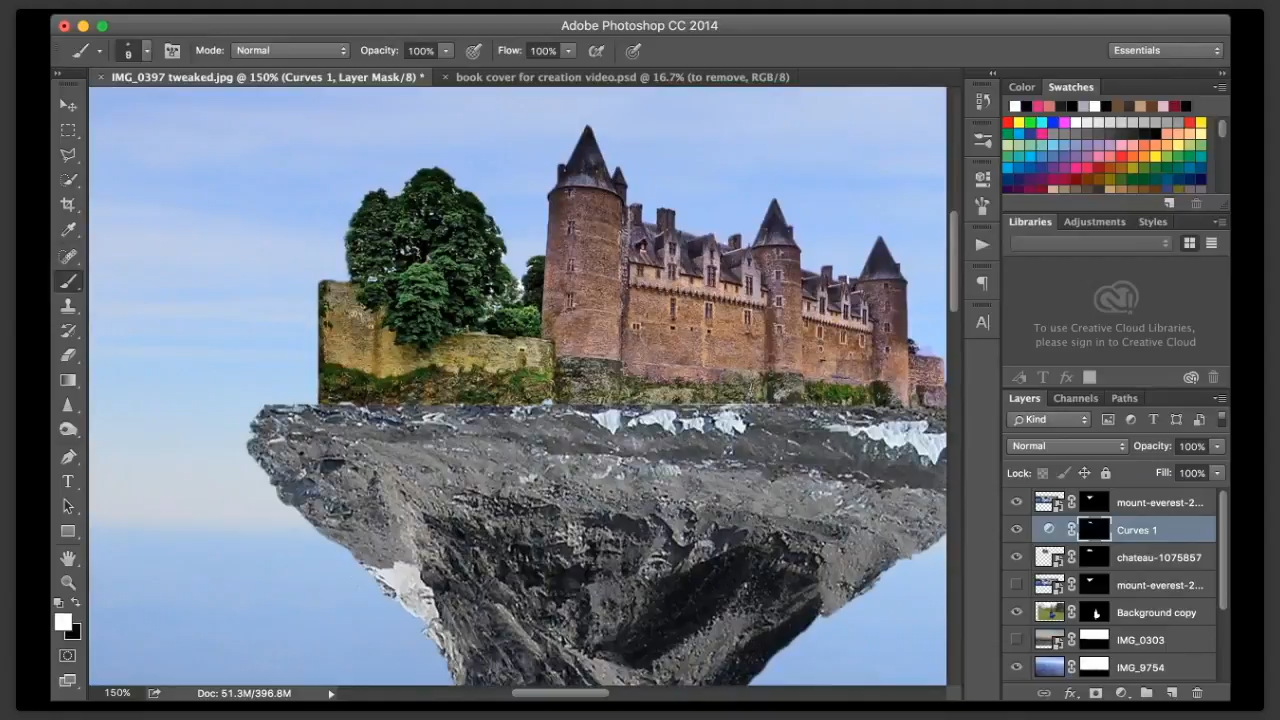 Adobe Photoshop CC 2014
9
Mode: Normal
Opacity: 100%
Flow: 100%
Essentials
× IMG_0397 tweaked.jpg @ 150% (Curves 1, Layer Mask/8) *
× book cover for creation video.psd @ 16.7% (to remove, RGB/8)
Color Swatches
Libraries Adjustments Styles
To use Creative Cloud Libraries,
please sign in to Creative Cloud
Layers Channels Paths
Kind
Normal Opacity: 100%
Lock: Fill: 100%
mount-everest-2...
Curves 1
chateau-1075857
mount-everest-2...
Background copy
IMG_0303
IMG_9754
150% Doc: 51.3M/396.8M